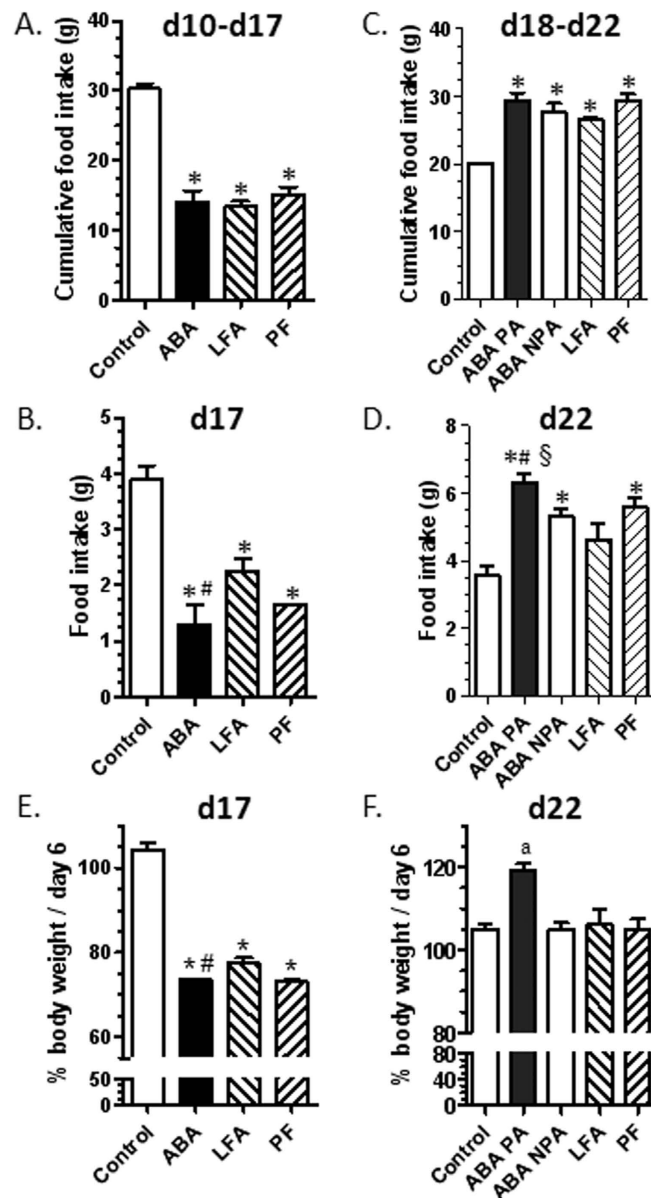 A. d10-d17
Cumulative food intake (g)
40
30
20
10
0
* * *
Control ABA LFA PF
C. d18-d22
Cumulative food intake (g)
40
30
20
10
0
* * * *
Control ABA PA ABA NPA LFA PF
B. d17
Food intake (g)
5
4
3
2
1
0
*# * *
Control ABA LFA PF
D. d22
Food intake (g)
8
6
4
2
0
*# § * *
Control ABA PA ABA NPA LFA PF
E. d17
% body weight / day 6
100
80
60
50
0
*# * *
Control ABA LFA PF
F. d22
% body weight / day 6
120
100
80
80
60
40
20
0
a
Control ABA PA ABA NPA LFA PF